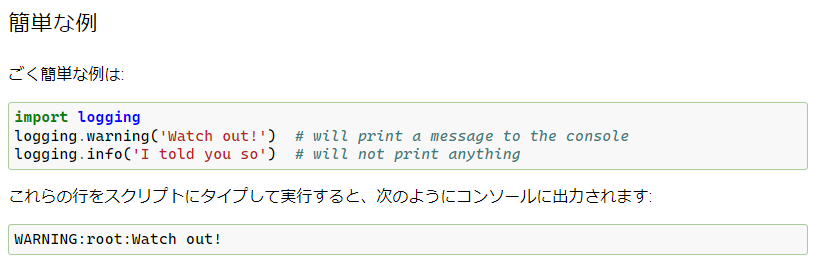 簡単な例
ごく簡単な例は:
import logging
logging.warning('Watch out!')  # will print a message to the console
logging.info('I told you so')  # will not print anything
これらの行をスクリプトにタイプして実行すると、次のようにコンソールに出力されます:
WARNING:root:Watch out!